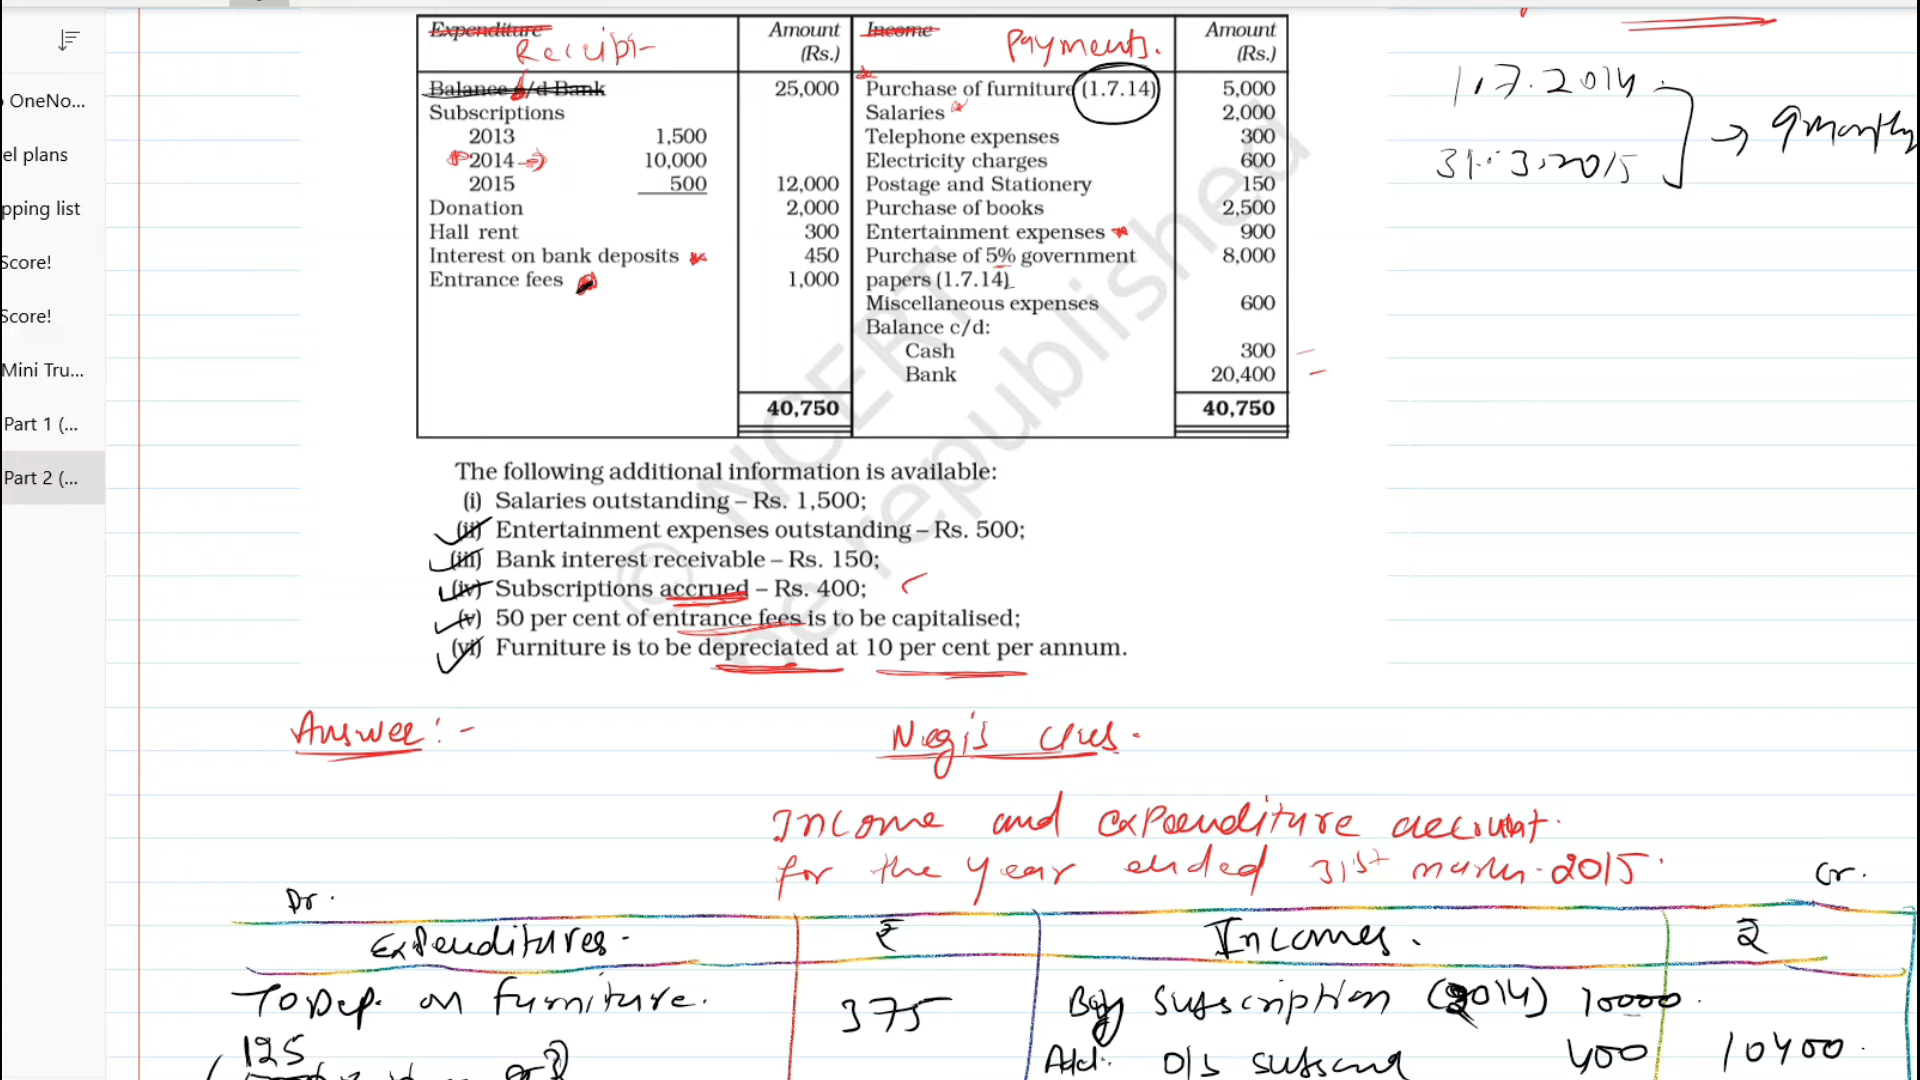 Expenditure Amount Income Amount
Receipt (Rs.) Payments. (Rs.)
Balance b/d Bank 25,000 Purchase of furniture (1.7.14) 5,000
Subscriptions Salaries 2,000
2013 1,500 Telephone expenses 300
2014 10,000 Electricity charges 600
2015 500 12,000 Postage and Stationery 150
Donation 2,000 Purchase of books 2,500
Hall rent 300 Entertainment expenses 900
Interest on bank deposits 450 Purchase of 5% government 8,000
Entrance fees 1,000 papers (1.7.14)
Miscellaneous expenses 600
Balance c/d:
Cash 300
Bank 20,400
40,750 40,750
1.7.2014
31.3.2015
→ 9 months
© NCERT
be republished
OneNo...
el plans
pping list
Score!
Score!
Mini Tru...
Part 1 (...
Part 2 (...
The following additional information is available:
(i) Salaries outstanding – Rs. 1,500;
(ii) Entertainment expenses outstanding – Rs. 500;
(iii) Bank interest receivable – Rs. 150;
(iv) Subscriptions accrued – Rs. 400;
(v) 50 per cent of entrance fees is to be capitalised;
(vi) Furniture is to be depreciated at 10 per cent per annum.
Answer:-
Income and expenditure account.
for the year ended 31st march-2015.
Dr. Cr.
Expenditures. ₹ Incomes. ₹
To Dep. on furniture. 375 By Subscription (2014) 10000
125 Add: O/s 400 10400.